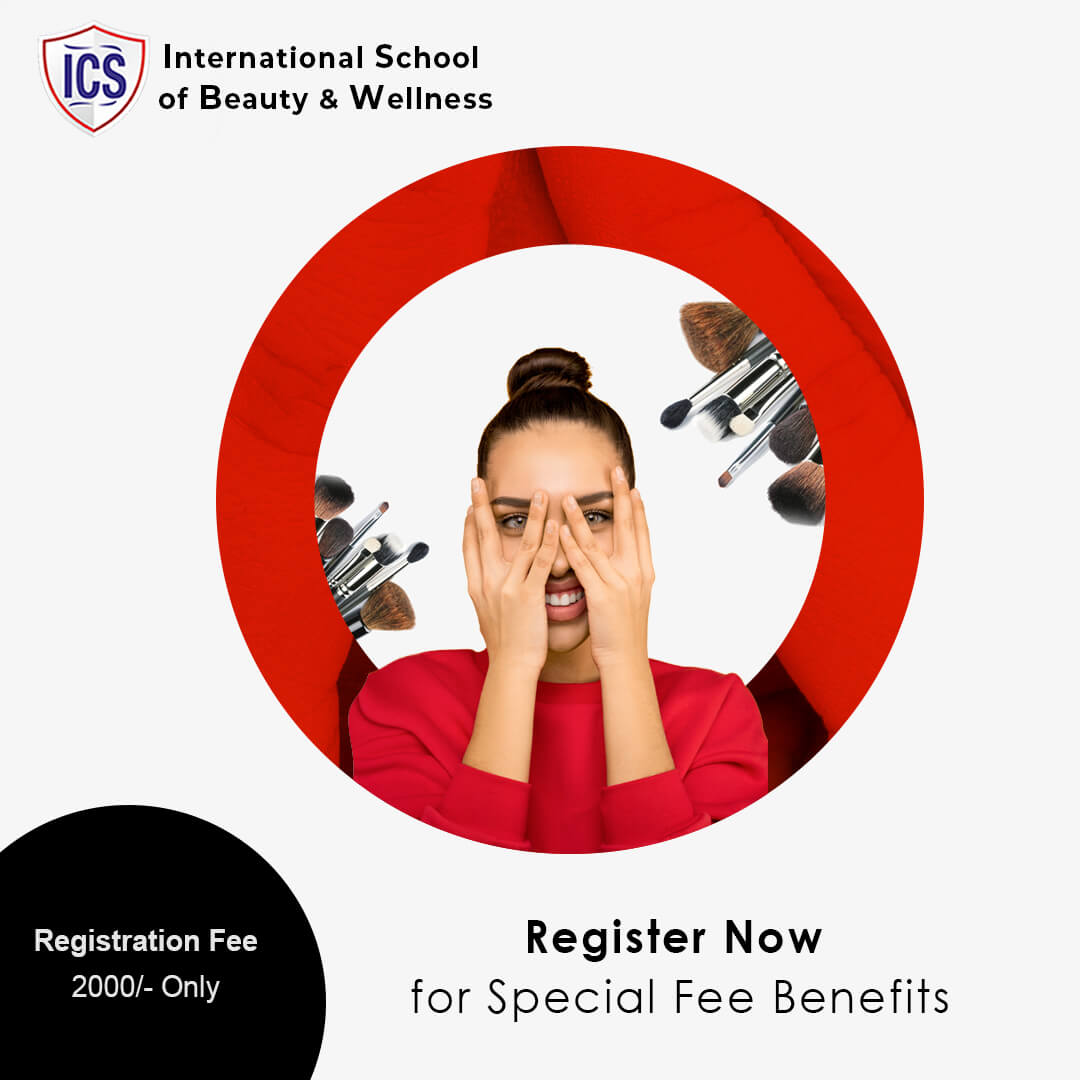 ICS
International School
of Beauty & Wellness
Registration Fee
2000/- Only
Register Now
for Special Fee Benefits